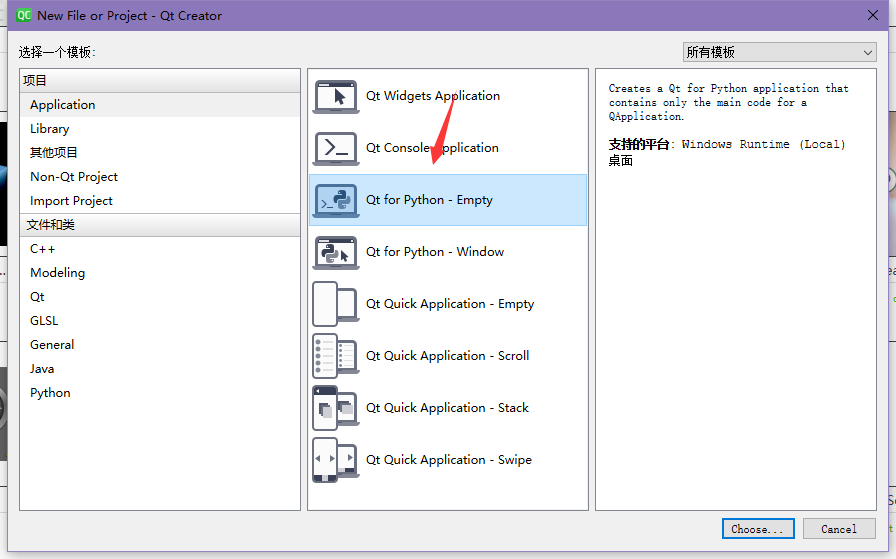 New File or Project - Qt Creator
选择一个模板:
所有模板
项目
Application
Library
其他项目
Non-Qt Project
Import Project
文件和类
C++
Modeling
Qt
GLSL
General
Java
Python
Qt Widgets Application
Qt Console Application
Qt for Python - Empty
Qt for Python - Window
Qt Quick Application - Empty
Qt Quick Application - Scroll
Qt Quick Application - Stack
Qt Quick Application - Swipe
Creates a Qt for Python application that
contains only the main code for a
QApplication.
支持的平台: Windows Runtime (Local)
桌面
Choose...
Cancel